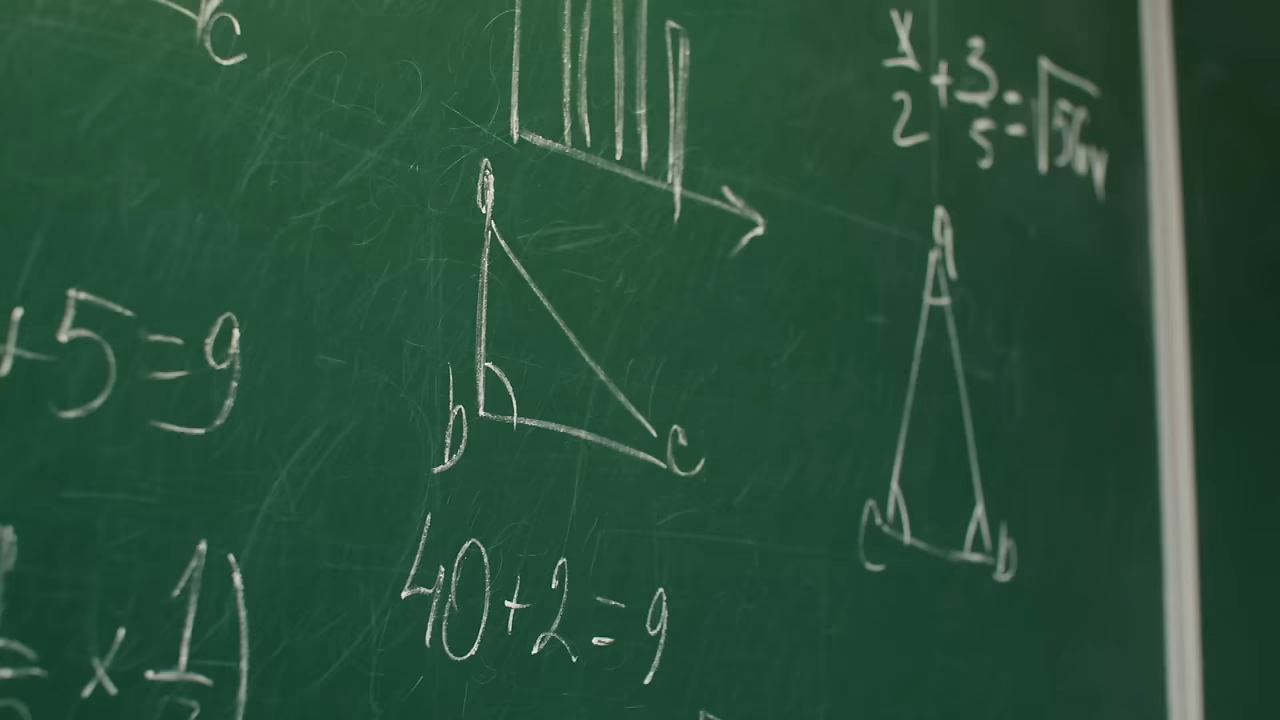 c
x/2 + 3/5 =
a
a
+5=9
b
c
c
b
40+2=9
x 1)